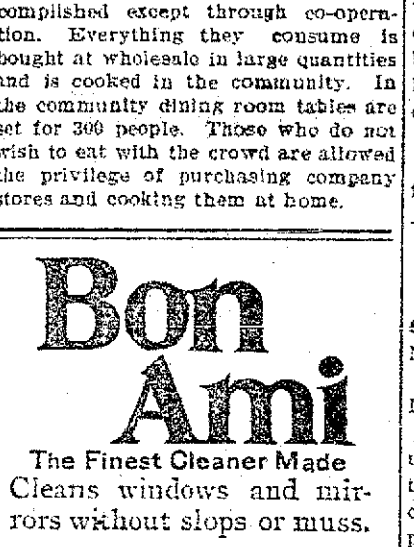 complished except through co-opera-
tion. Everything they consume is
bought at wholesale in large quantities
and is cooked in the community. In
the community dining room tables are
set for 300 people. Those who do not
wish to eat with the crowd are allowed
the privilege of purchasing company
stores and cooking them at home.
Bon
Ami
The Finest Cleaner Made
Cleans windows and mir-
rors without slops or muss.